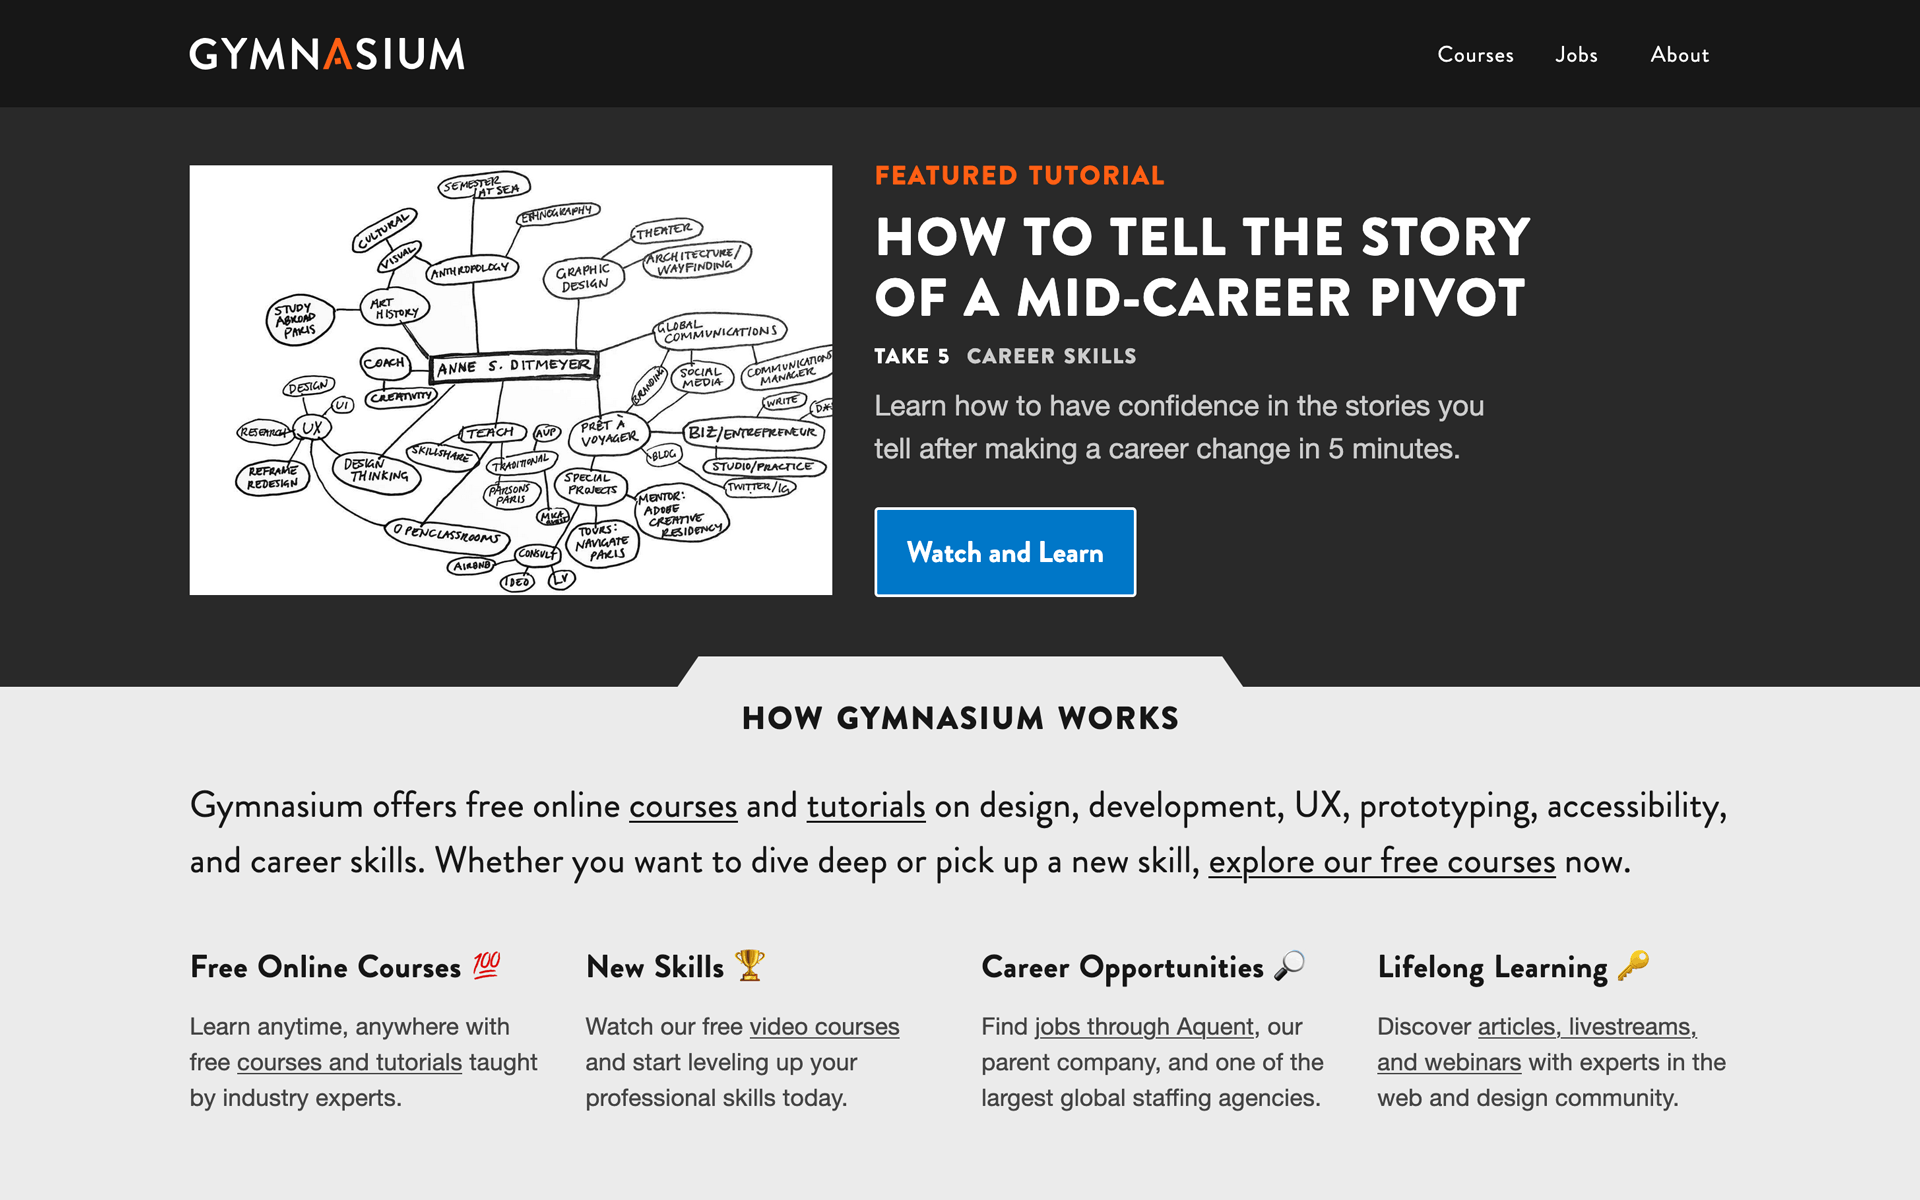 GYMNASIUM
Courses Jobs About
SEMESTER
AT SEA
ETHNOGRAPHY
CULTURAL
VISUAL
ANTHROPOLOGY
THEATER
ARCHITECTURE/
WAYFINDING
GRAPHIC
DESIGN
STUDY
ABROAD
PARIS
ART
HISTORY
GLOBAL
COMMUNICATIONS
COACH
ANNE S. DITMEYER
CREATIVITY
BRANDING
SOCIAL
MEDIA
COMMUNICATIONS
MANAGER
DESIGN
UI
WRITE
RESEARCH
UX
TEACH
AUP
PRÊT À
VOYAGER
BIZ/ENTREPRENEUR
SKILLSHARE
TRADITIONAL
BLOG
STUDIO/PRACTICE
REFRAME
REDESIGN
DESIGN
THINKING
PARSONS
PARIS
SPECIAL
PROJECTS
TWITTER/IG
MICA
MENTOR:
ADOBE
CREATIVE
RESIDENCY
OPENCLASSROOMS
TOURS:
NAVIGATE
PARIS
CONSULT
AIRBNB
IDEO
LV
FEATURED TUTORIAL
HOW TO TELL THE STORY
OF A MID-CAREER PIVOT
TAKE 5 CAREER SKILLS
Learn how to have confidence in the stories you
tell after making a career change in 5 minutes.
Watch and Learn
HOW GYMNASIUM WORKS
Gymnasium offers free online courses and tutorials on design, development, UX, prototyping, accessibility,
and career skills. Whether you want to dive deep or pick up a new skill, explore our free courses now.
Free Online Courses 💯
Learn anytime, anywhere with
free courses and tutorials taught
by industry experts.
New Skills 🏆
Watch our free video courses
and start leveling up your
professional skills today.
Career Opportunities 🔎
Find jobs through Aquent, our
parent company, and one of the
largest global staffing agencies.
Lifelong Learning 🔑
Discover articles, livestreams,
and webinars with experts in the
web and design community.